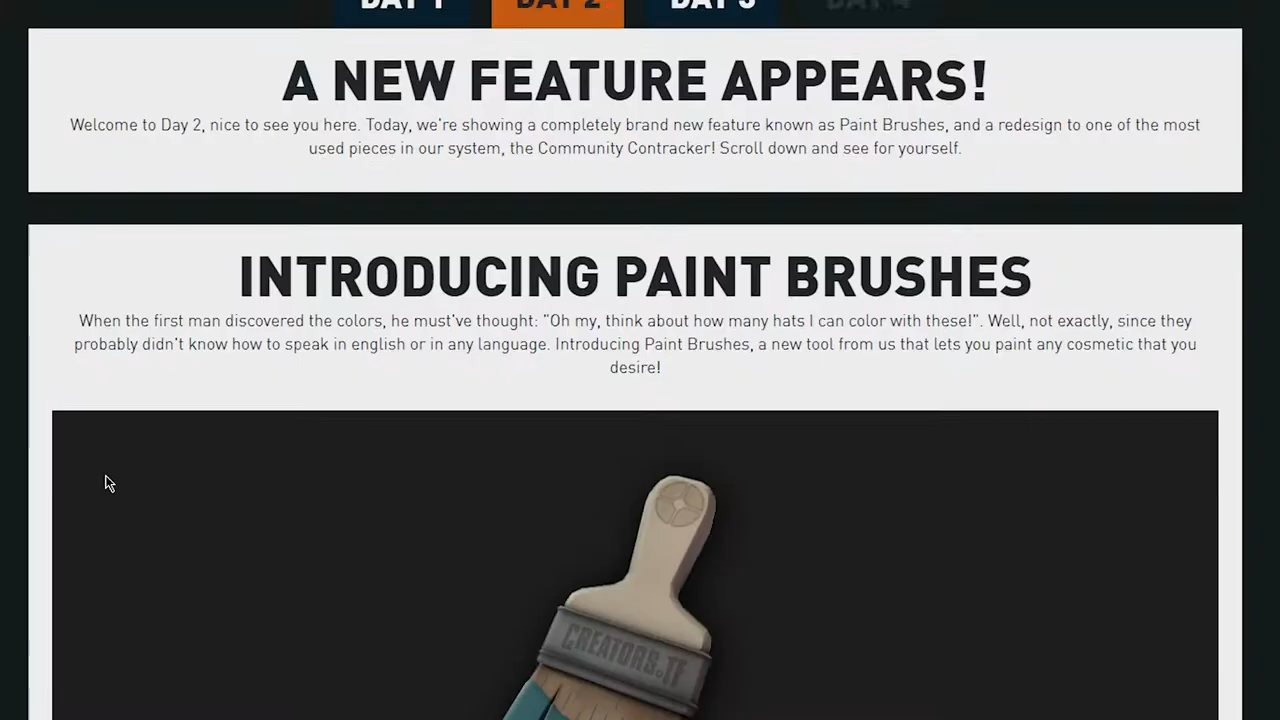 DAY 1 DAY 2 DAY 3 DAY 4
A NEW FEATURE APPEARS!
Welcome to Day 2, nice to see you here. Today, we're showing a completely brand new feature known as Paint Brushes, and a redesign to one of the most
used pieces in our system, the Community Contracker! Scroll down and see for yourself.
INTRODUCING PAINT BRUSHES
When the first man discovered the colors, he must've thought: "Oh my, think about how many hats I can color with these!". Well, not exactly, since they
probably didn't know how to speak in english or in any language. Introducing Paint Brushes, a new tool from us that lets you paint any cosmetic that you
desire!
CREATORS.TF